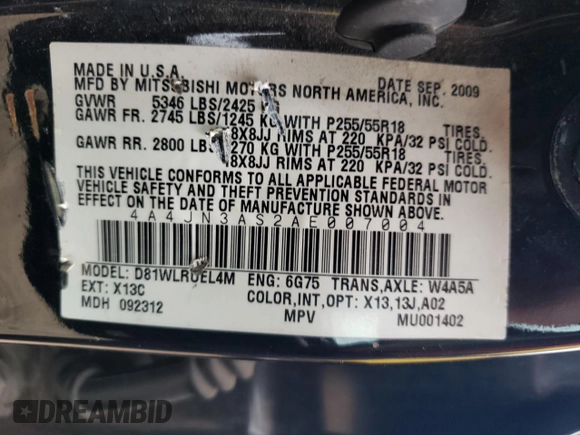 MADE IN U.S.A. DATE SEP. 2009
MFD BY MITSUBISHI MOTORS NORTH AMERICA, INC.
GVWR 5346 LBS/2425
GAWR FR. 2745 LBS/1245 KG WITH P255/55R18 TIRES,
18X8JJ RIMS AT 220 KPA/32 PSI COLD.
GAWR RR. 2800 LBS 1270 KG WITH P255/55R18 TIRES,
18X8JJ RIMS AT 220 KPA/32 PSI COLD.
THIS VEHICLE CONFORMS TO ALL APPLICABLE FEDERAL MOTOR
VEHICLE SAFETY AND THEFT PREVENTION STANDARDS IN
EFFECT ON THE DATE OF MANUFACTURE SHOWN ABOVE.
4A4JN3AS2AE007004
MODEL: D81WLRUEL4M ENG: 6G75 TRANS,AXLE: W4A5A
EXT: X13C COLOR,INT,OPT: X13,13J,A02
MDH 092312 MPV MU001402
DREAMBID